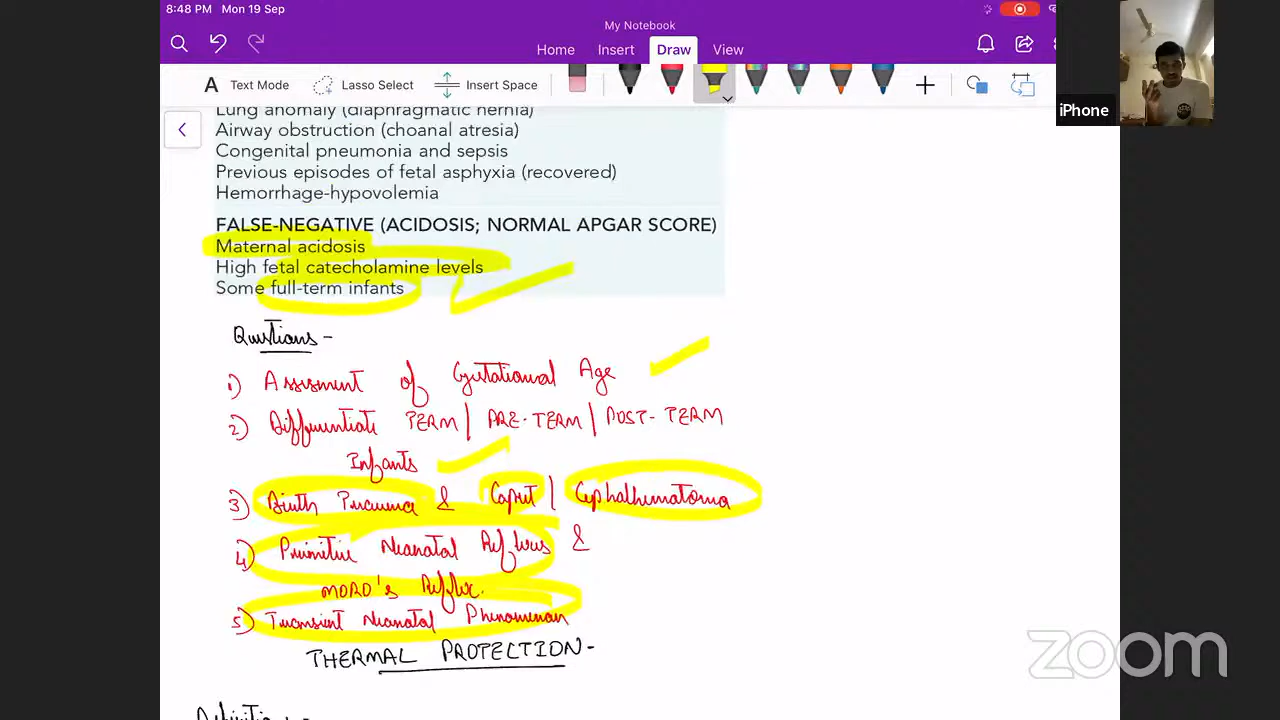 8:48 PM Mon 19 Sep
My Notebook
Home Insert Draw View
A Text Mode Lasso Select Insert Space
iPhone
Lung anomaly (diaphragmatic hernia)
Airway obstruction (choanal atresia)
Congenital pneumonia and sepsis
Previous episodes of fetal asphyxia (recovered)
Hemorrhage-hypovolemia
FALSE-NEGATIVE (ACIDOSIS; NORMAL APGAR SCORE)
Maternal acidosis
High fetal catecholamine levels
Some full-term infants
Questions -
1) Assesment of Gestational Age
2) Differentiate TERM | PRE-TERM | POST-TERM
Infants
3) Birth Trauma & Caput | Cephalhematoma
4) Primitive Neonatal Reflexes &
MORO's Reflex.
5) Transient Neonatal Phenomenon
THERMAL PROTECTION -
zoom